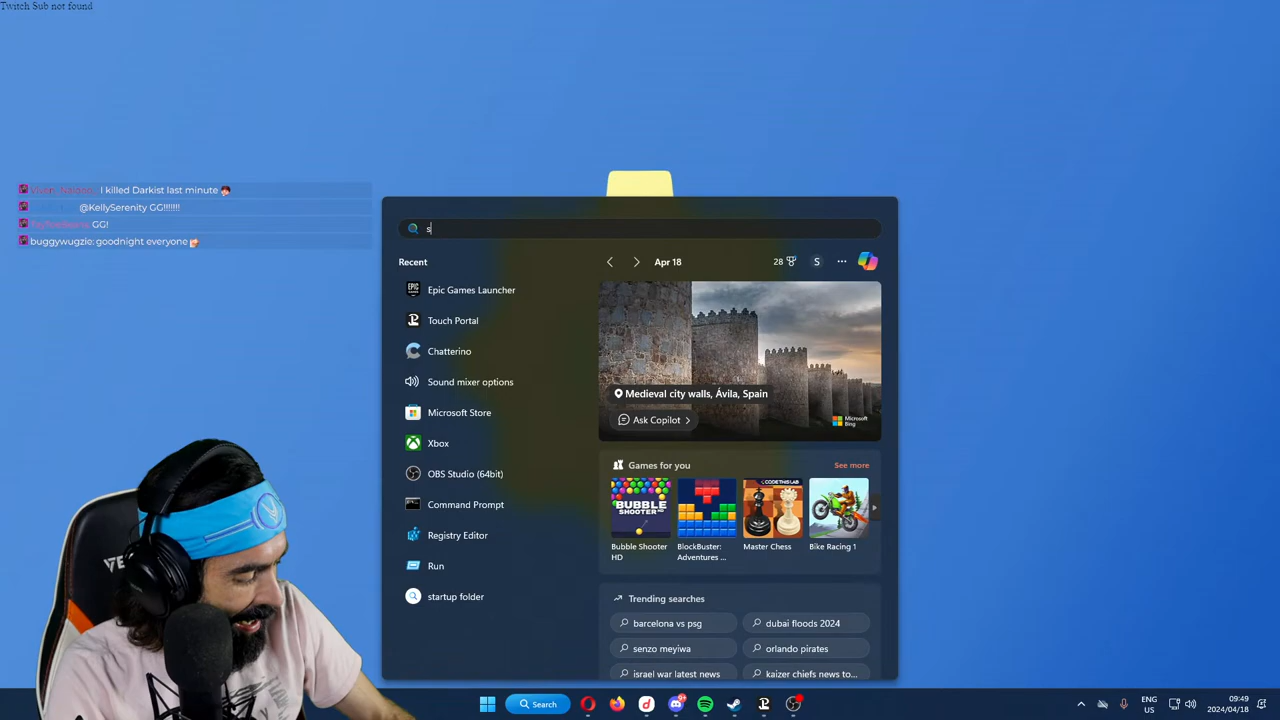 Twitch Sub not found
I killed Darkist last minute
@KellySerenity GG!!!!!!!
GG!
buggywugzie: goodnight everyone
s
Recent
Apr 18
28
S
Epic Games Launcher
Touch Portal
Chatterino
Sound mixer options
Microsoft Store
Xbox
OBS Studio (64bit)
Command Prompt
Registry Editor
Run
startup folder
Medieval city walls, Ávila, Spain
Ask Copilot
Microsoft
Bing
Games for you
See more
BUBBLE
SHOOTER
CODETHISLAB
Bubble Shooter
HD
BlockBuster:
Adventures ...
Master Chess
Bike Racing 1
Trending searches
barcelona vs psg
dubai floods 2024
senzo meyiwa
orlando pirates
israel war latest news
kaizer chiefs news to...
Search
ENG
US
09:49
2024/04/18